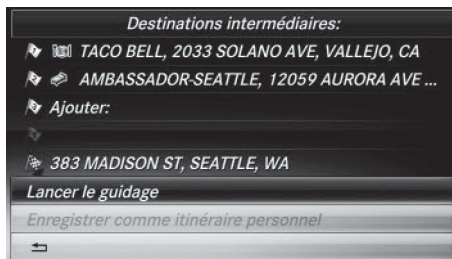 Destinations intermédiaires:
TACO BELL, 2033 SOLANO AVE, VALLEJO, CA
AMBASSADOR-SEATTLE, 12059 AURORA AVE ...
Ajouter:
383 MADISON ST, SEATTLE, WA
Lancer le guidage
Enregistrer comme itinéraire personnel